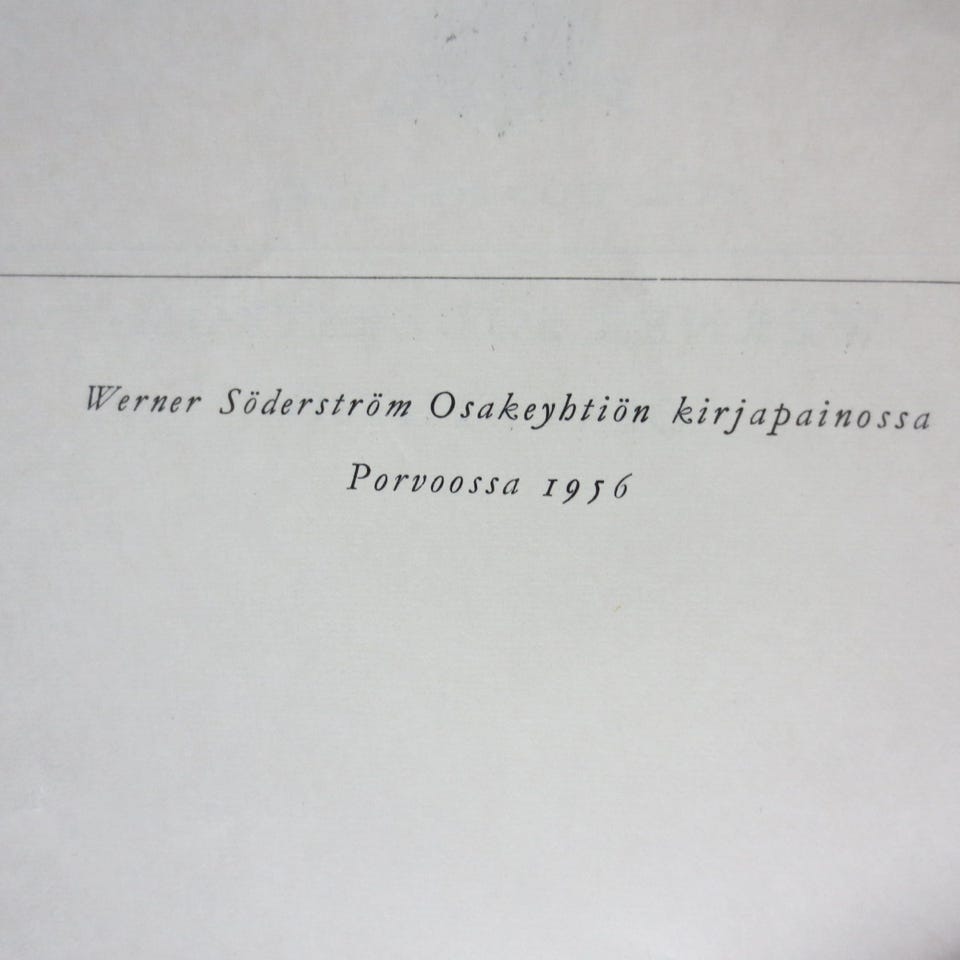 Werner Söderström Osakeyhtiön kirjapainossa
Porvoossa 1956